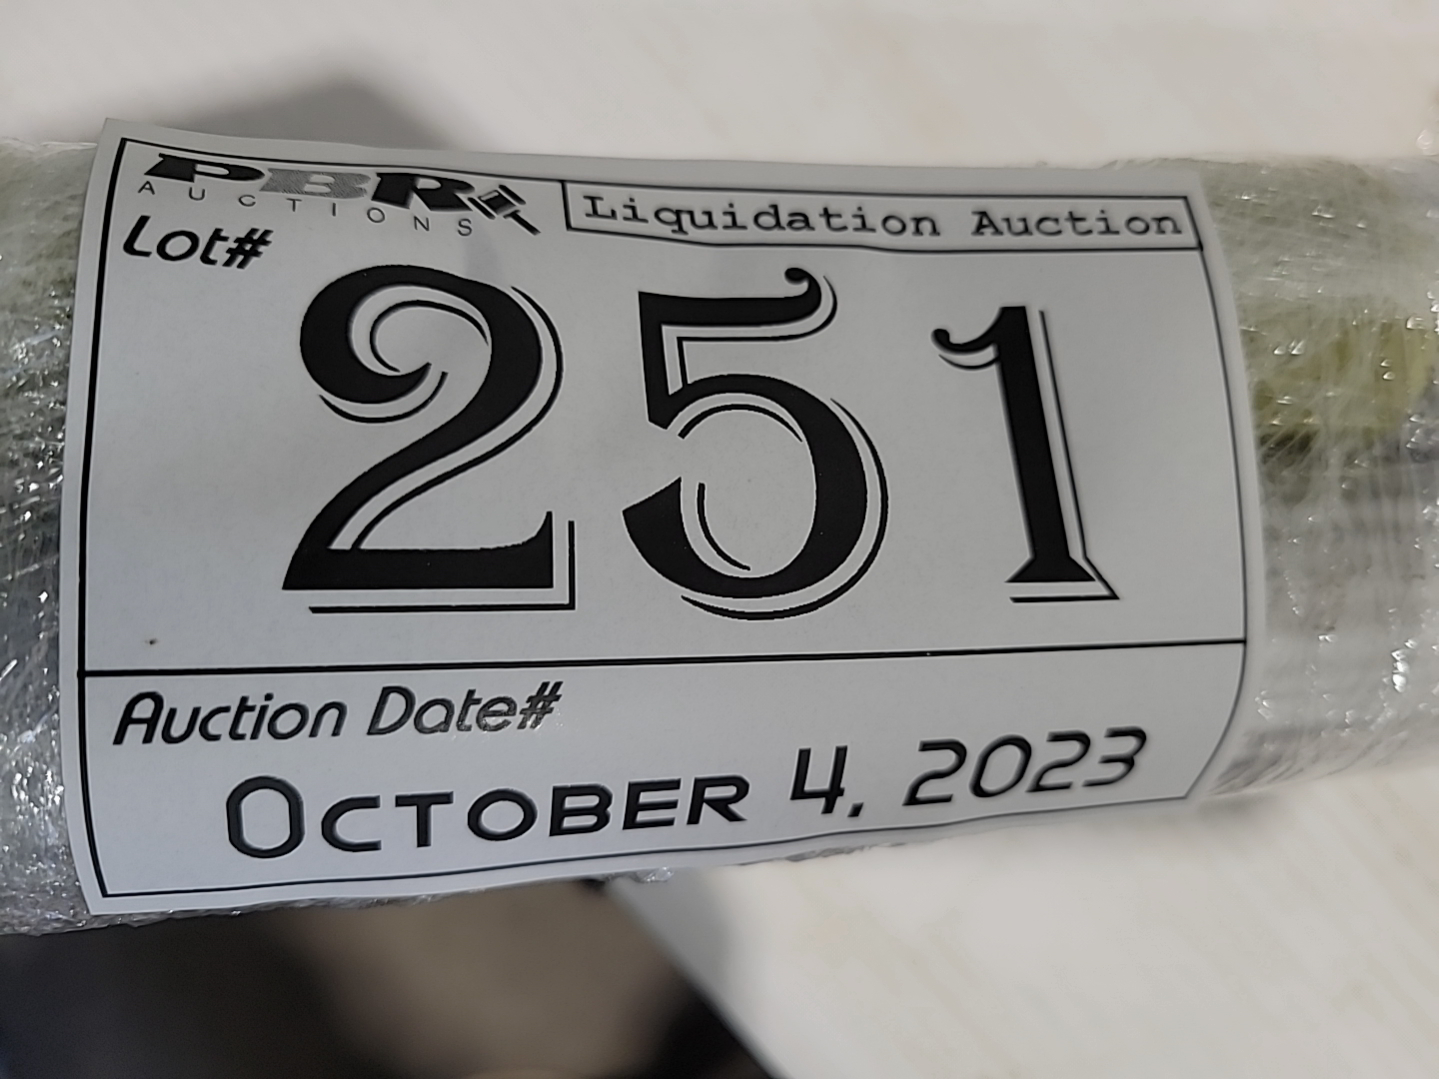 PBR
AUCTIONS
Liquidation Auction
Lot#
251
Auction Date#
OCTOBER 4, 2023